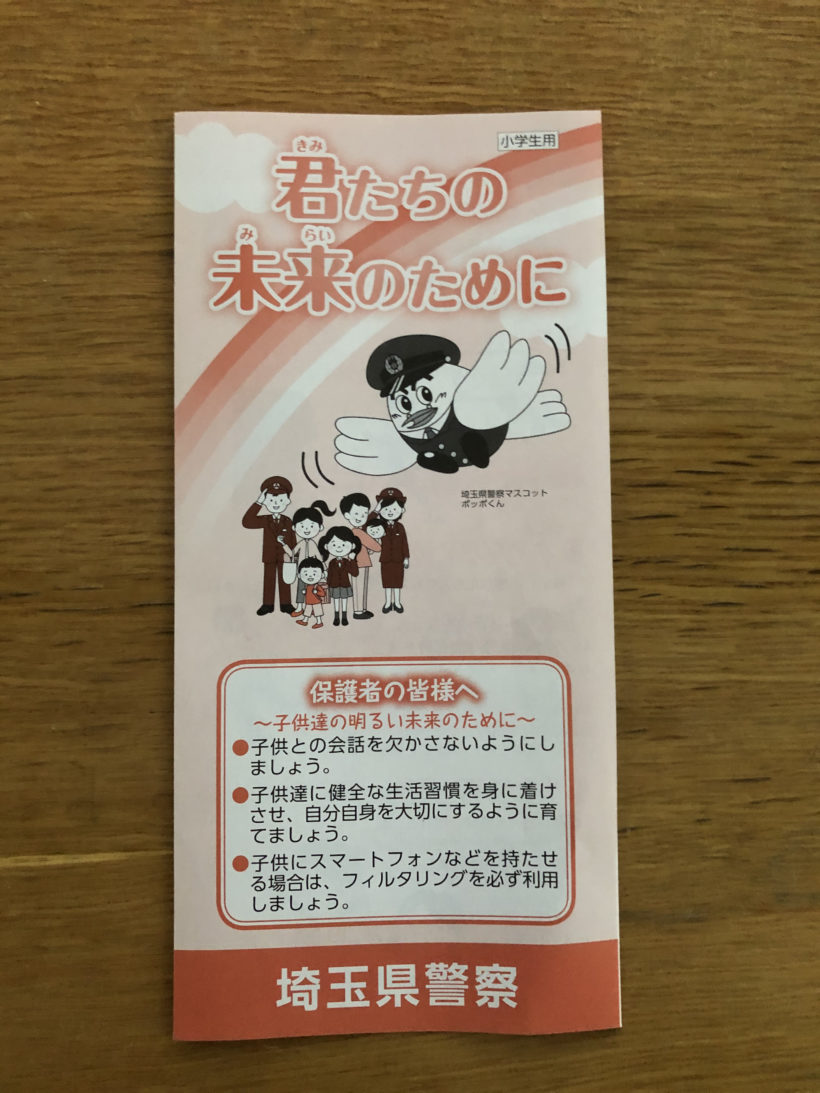 小学生用
きみ
君たちの
み らい
未来のために
埼玉県警察マスコット
ポッポくん
保護者の皆様へ
～子供達の明るい未来のために～
●子供との会話を欠かさないようにし
ましょう。
●子供達に健全な生活習慣を身に着け
させ、自分自身を大切にするように育
てましょう。
●子供にスマートフォンなどを持たせ
る場合は、フィルタリングを必ず利用
しましょう。
埼玉県警察